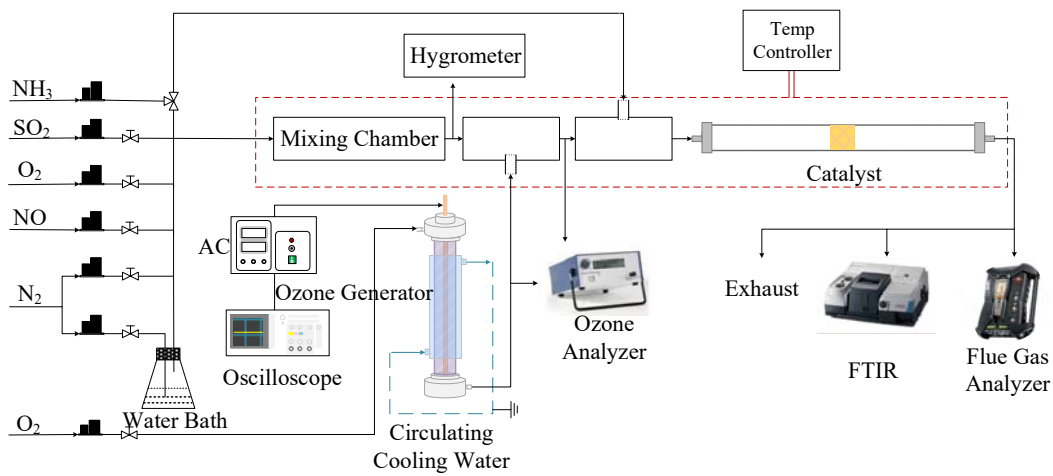 Temp
Controller
Hygrometer
NH3
SO2
Mixing Chamber
O2
Catalyst
NO
AC
N2
Ozone Generator
Exhaust
Ozone
Analyzer
FTIR
Flue Gas
Analyzer
Oscilloscope
Water Bath
O2
Circulating
Cooling Water